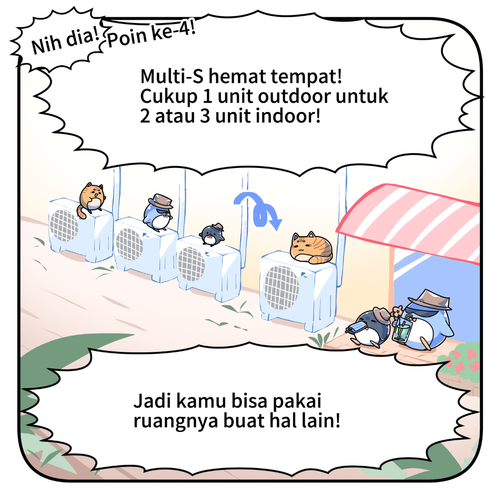 Nih dia! Poin ke-4!
Multi-S hemat tempat!
Cukup 1 unit outdoor untuk
2 atau 3 unit indoor!
Jadi kamu bisa pakai
ruangnya buat hal lain!